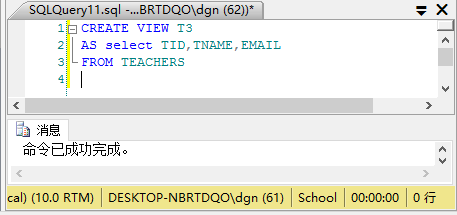 SQLQuery11.sql -...BRTDQO\dgn (62))*
1 CREATE VIEW T3
2 AS select TID,TNAME,EMAIL
3 FROM TEACHERS
4
消息
命令已成功完成。
cal) (10.0 RTM) DESKTOP-NBRTDQO\dgn (61) School 00:00:00 0 行